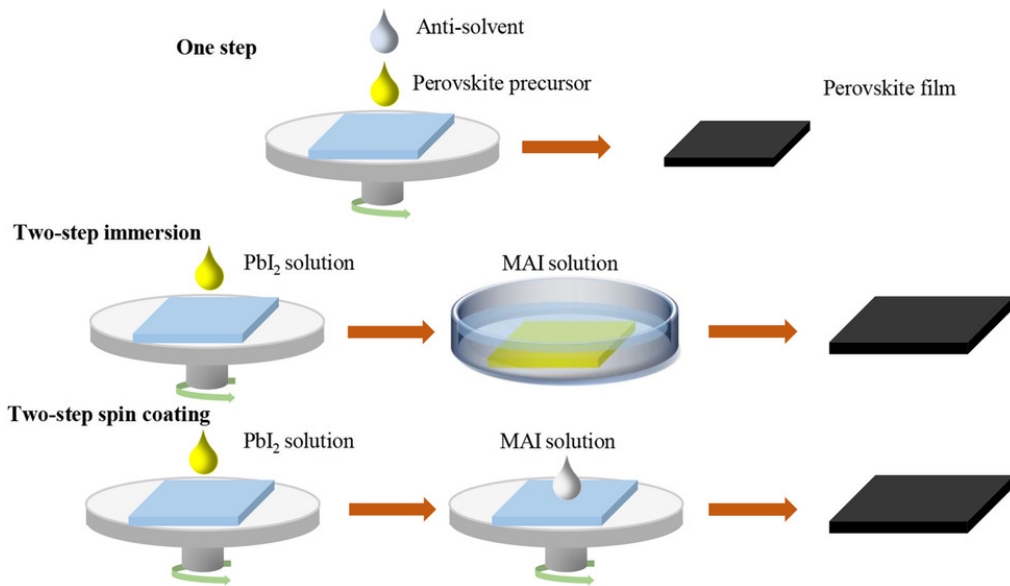 Anti-solvent
One step
Perovskite precursor
Perovskite film
Two-step immersion
PbI₂ solution
MAI solution
Two-step spin coating
PbI₂ solution
MAI solution